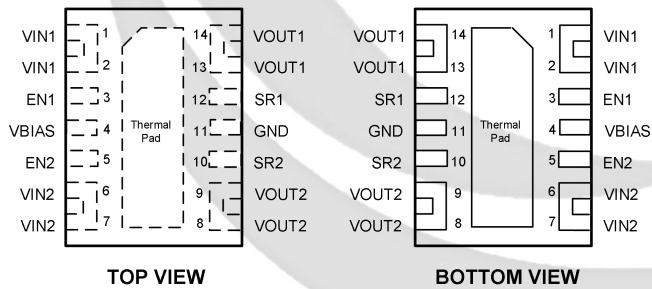 VIN1 1 14 VOUT1
VIN1 2 13 VOUT1
EN1 3 12 SR1
VBIAS 4 Thermal Pad 11 GND
EN2 5 10 SR2
VIN2 6 9 VOUT2
VIN2 7 8 VOUT2
TOP VIEW
VOUT1 14 1 VIN1
VOUT1 13 2 VIN1
SR1 12 3 EN1
GND 11 Thermal Pad 4 VBIAS
SR2 10 5 EN2
VOUT2 9 6 VIN2
VOUT2 8 7 VIN2
BOTTOM VIEW